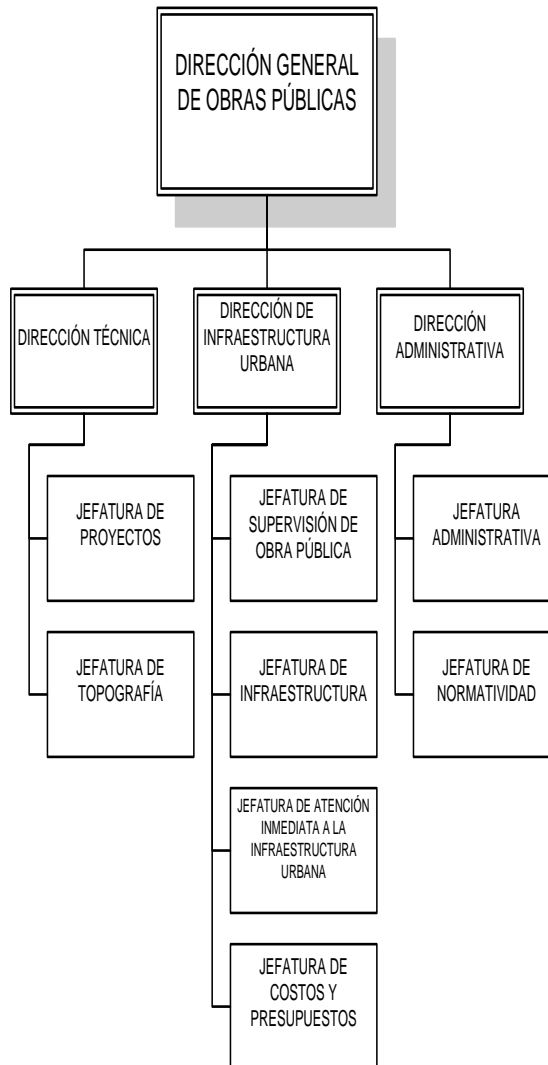 DIRECCIÓN GENERAL
DE OBRAS PÚBLICAS
DIRECCIÓN TÉCNICA
DIRECCIÓN DE
INFRAESTRUCTURA
URBANA
DIRECCIÓN
ADMINISTRATIVA
JEFATURA DE
PROYECTOS
JEFATURA DE
SUPERVISIÓN DE
OBRA PÚBLICA
JEFATURA
ADMINISTRATIVA
JEFATURA DE
TOPOGRAFÍA
JEFATURA DE
INFRAESTRUCTURA
JEFATURA DE
NORMATIVIDAD
JEFATURA DE ATENCIÓN
INMEDIATA A LA
INFRAESTRUCTURA
URBANA
JEFATURA DE
COSTOS Y
PRESUPUESTOS